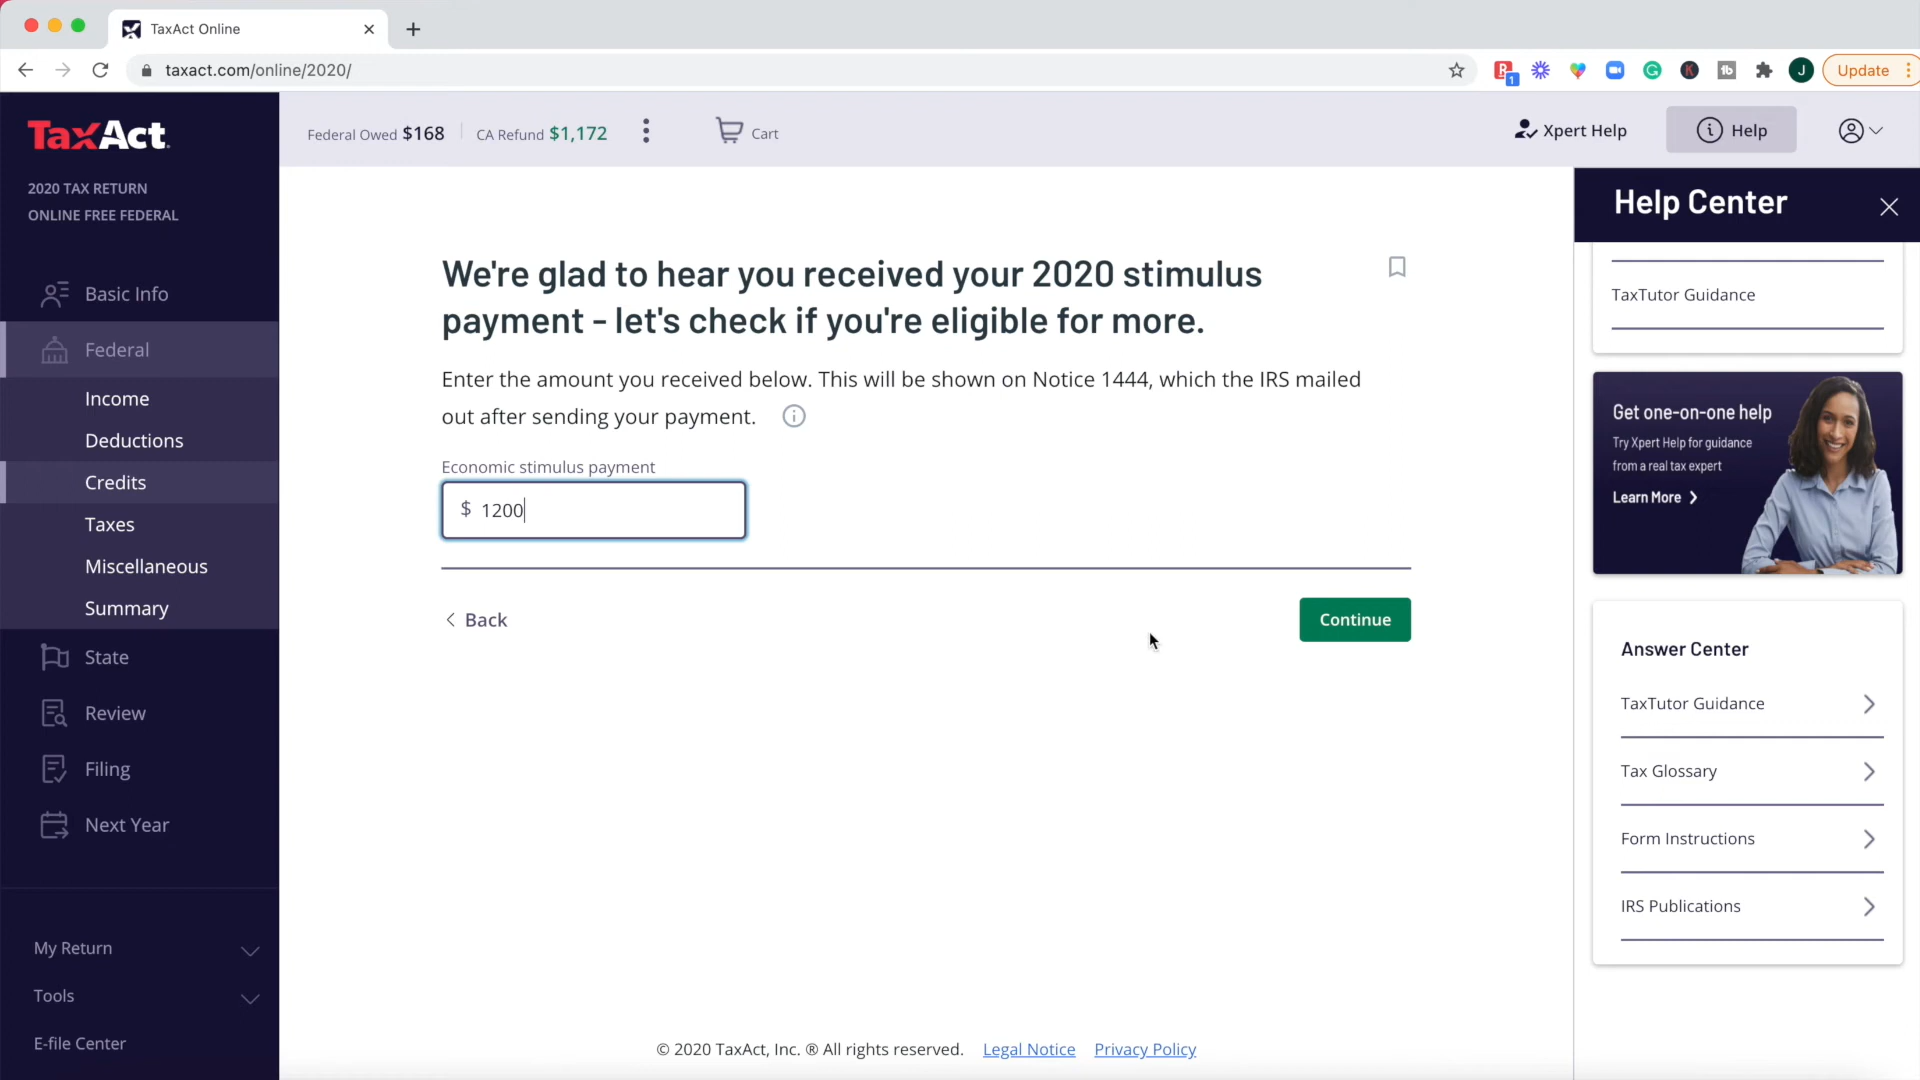 TaxAct Online
taxact.com/online/2020/
1
J
Update
TaxAct.
2020 TAX RETURN
ONLINE FREE FEDERAL
Basic Info
Federal
Income
Deductions
Credits
Taxes
Miscellaneous
Summary
State
Review
Filing
Next Year
My Return
Tools
E-file Center
Federal Owed $168
CA Refund $1,172
Cart
Xpert Help
Help
We're glad to hear you received your 2020 stimulus
payment - let's check if you're eligible for more.
Enter the amount you received below. This will be shown on Notice 1444, which the IRS mailed
out after sending your payment.
Economic stimulus payment
$ 1200
Back
Continue
© 2020 TaxAct, Inc. ® All rights reserved. Legal Notice Privacy Policy
Help Center
TaxTutor Guidance
Get one-on-one help
Try Xpert Help for guidance
from a real tax expert
Learn More
Answer Center
TaxTutor Guidance
Tax Glossary
Form Instructions
IRS Publications